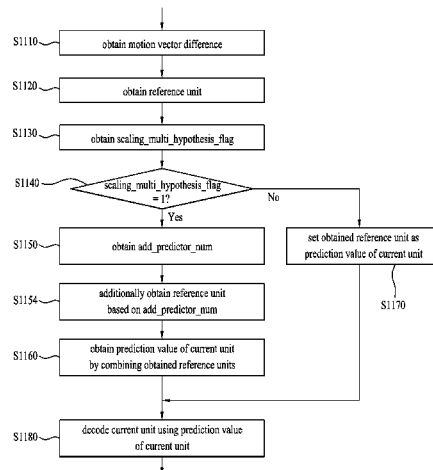 S1110
obtain motion vector difference
S1120
obtain reference unit
S1130
obtain scaling_multi_hypothesis_flag
S1140
scaling_multi_hypothesis_flag
= 1?
No
Yes
S1150
obtain add_predictor_num
set obtained reference unit as
prediction value of current unit
S1170
S1154
additionally obtain reference unit
based on add_predictor_num
S1160
obtain prediction value of current unit
by combining obtained reference units
S1180
decode current unit using prediction value
of current unit